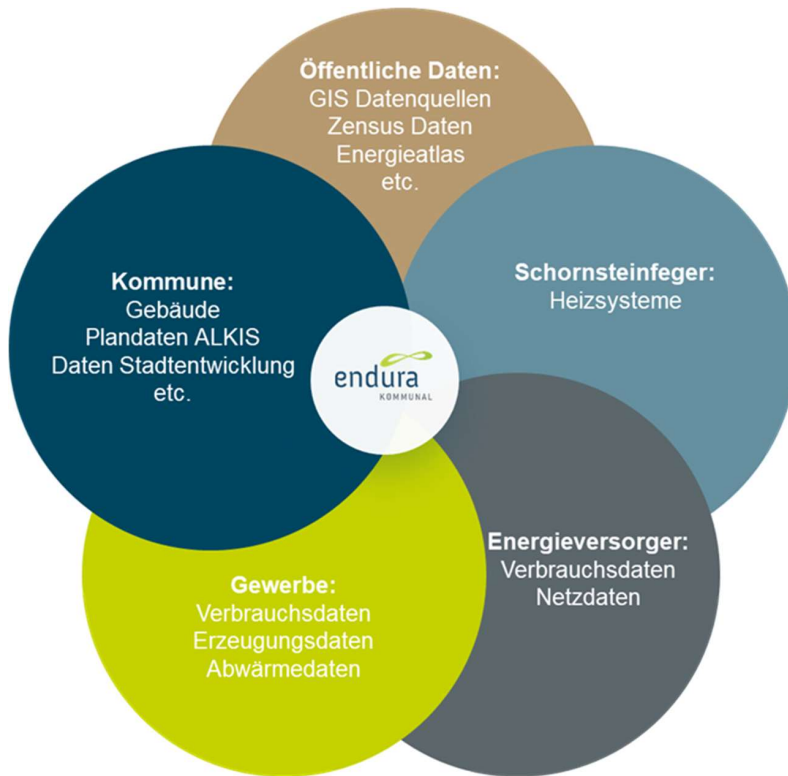 Öffentliche Daten:
GIS Datenquellen
Zensus Daten
Energieatlas
etc.
Schornsteinfeger:
Heizsysteme
Kommune:
Gebäude
Plandaten ALKIS
Daten Stadtentwicklung
etc.
endura
KOMMUNAL
Energieversorger:
Verbrauchsdaten
Netzdaten
Gewerbe:
Verbrauchsdaten
Erzeugungsdaten
Abwärmedaten